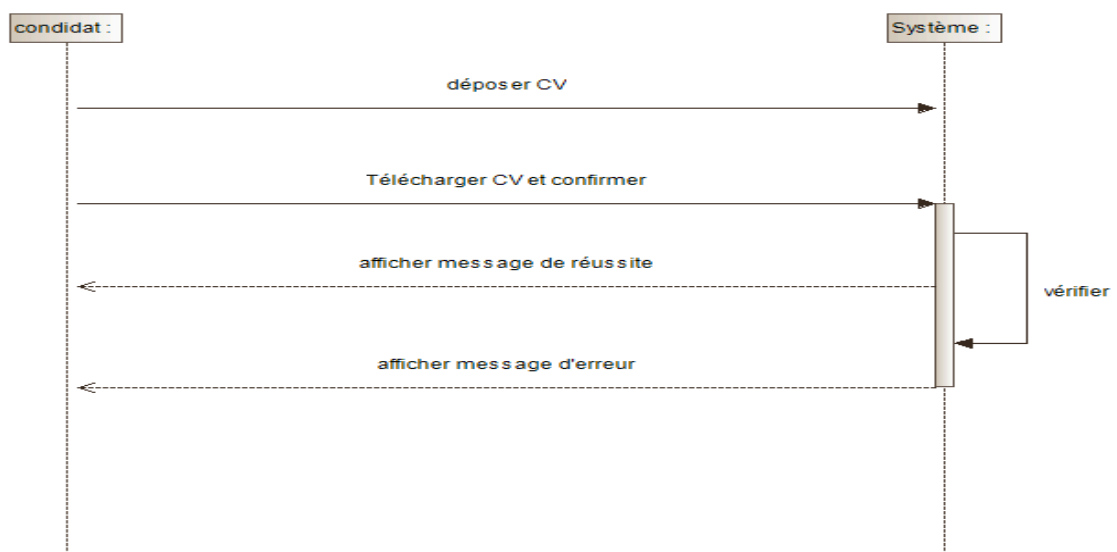 condidat :
Système :
déposer CV
Télécharger CV et confirmer
afficher message de réussite
vérifier
afficher message d'erreur